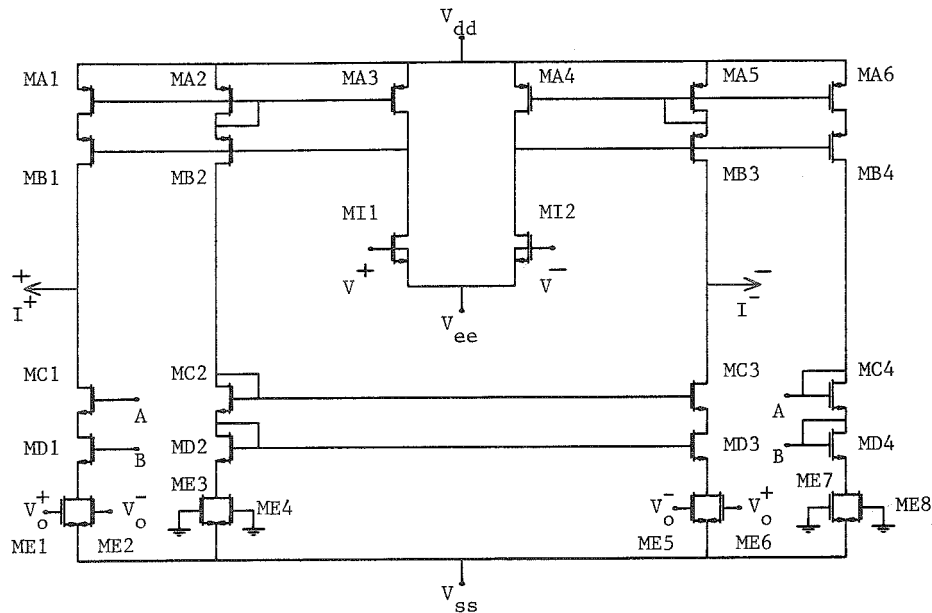 V dd
MA1 MA2 MA3 MA4 MA5 MA6
MB1 MB2 MB3 MB4
MI1 MI2
V + V -
+ -
I + I -
V ee
MC1 MC2 MC3 MC4
A A
MD1 B MD2 MD3 B MD4
ME3 ME7
V o + V o - ME4 V o - V o + ME8
ME1 ME2 ME5 ME6
V ss